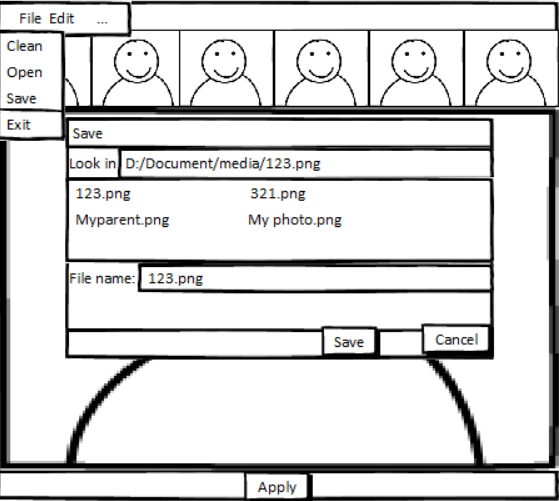 File Edit ...
Clean
Open
Save
Exit
Save
Look in: D:/Document/media/123.png
123.png 321.png
Myparent.png My photo.png
File name: 123.png
Save Cancel
Apply